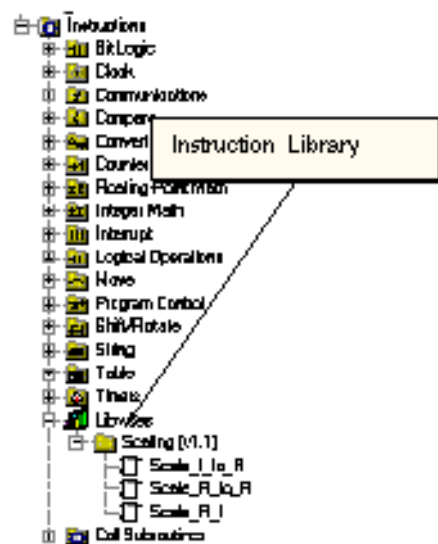 Instructions
Bit Logic
Clock
Communications
Compare
Convert
Counter
Floating-Point Math
Integer Math
Interrupt
Logical Operations
Move
Program Control
Shift/Rotate
String
Table
Timers
Libraries
Scaling (v1.1)
Scale_I_to_R
Scale_R_to_R
Scale_R_I
Call Subroutines
Instruction Library